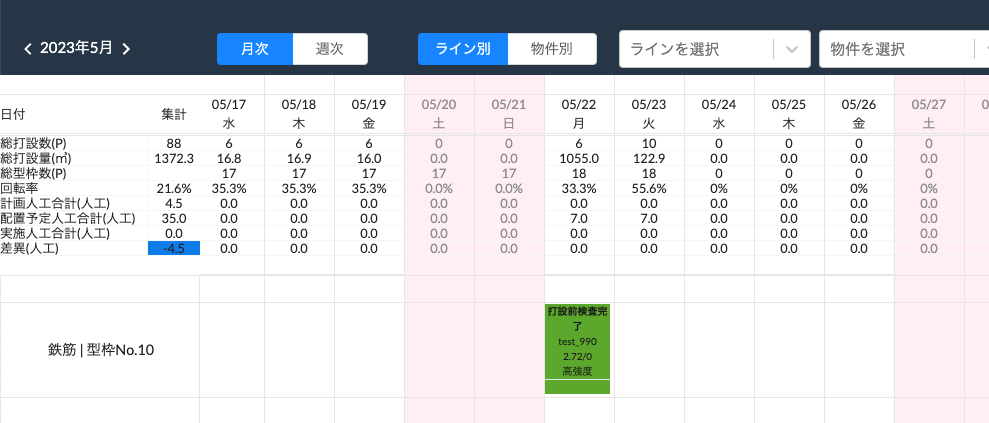 2023年5月 月次 週次 ライン別 物件別 ラインを選択 物件を選択
日付 集計 05/17 05/18 05/19 05/20 05/21 05/22 05/23 05/24 05/25 05/26 05/27
水 木 金 土 日 月 火 水 木 金 土
総打設数(P) 88 6 6 6 0 0 6 10 0 0 0 0
総打設量(㎥) 1372.3 16.8 16.9 16.0 0.0 0.0 1055.0 122.9 0.0 0.0 0.0 0.0
総型枠数(P) 17 17 17 17 17 18 18 0 0 0 0
回転率 21.6% 35.3% 35.3% 35.3% 0.0% 0.0% 33.3% 55.6% 0% 0% 0% 0%
計画人工合計(人工) 4.5 0.0 0.0 0.0 0.0 0.0 0.0 0.0 0.0 0.0 0.0 0.0
配置予定人工合計(人工) 35.0 0.0 0.0 0.0 0.0 0.0 7.0 7.0 0.0 0.0 0.0 0.0
実施人工合計(人工) 0.0 0.0 0.0 0.0 0.0 0.0 0.0 0.0 0.0 0.0 0.0 0.0
差異(人工) -4.5 0.0 0.0 0.0 0.0 0.0 0.0 0.0 0.0 0.0 0.0 0.0
鉄筋 | 型枠No.10
打設前検査完
了
test_990
2.72/0
高強度